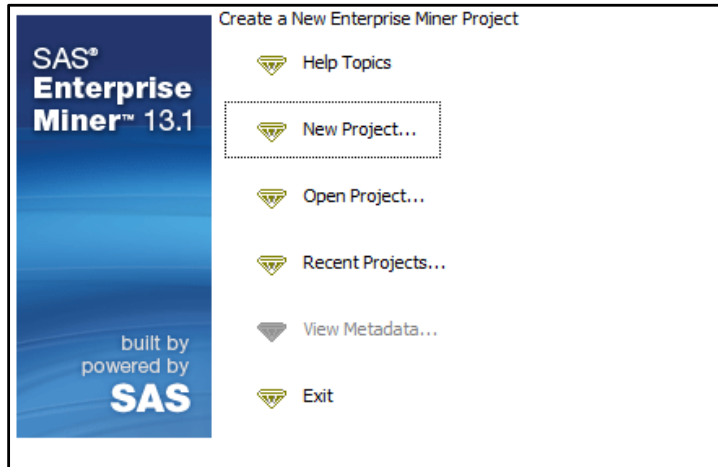 Create a New Enterprise Miner Project
SAS®
Enterprise
Miner™ 13.1
Help Topics
New Project...
Open Project...
Recent Projects...
View Metadata...
Exit
built by
powered by
SAS